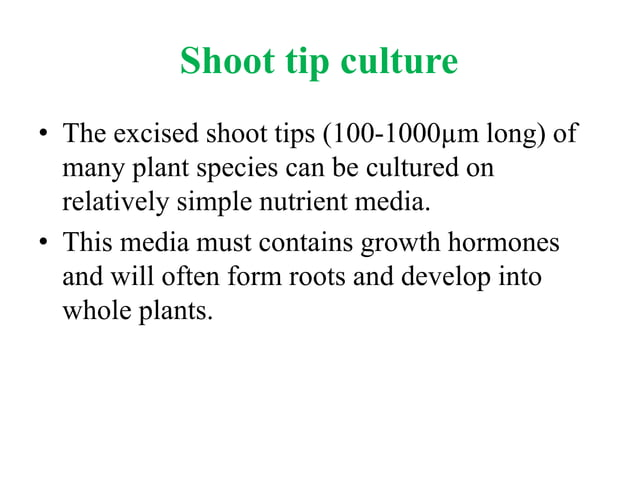 Shoot tip culture
• The excised shoot tips (100-1000μm long) of
many plant species can be cultured on
relatively simple nutrient media.
• This media must contains growth hormones
and will often form roots and develop into
whole plants.